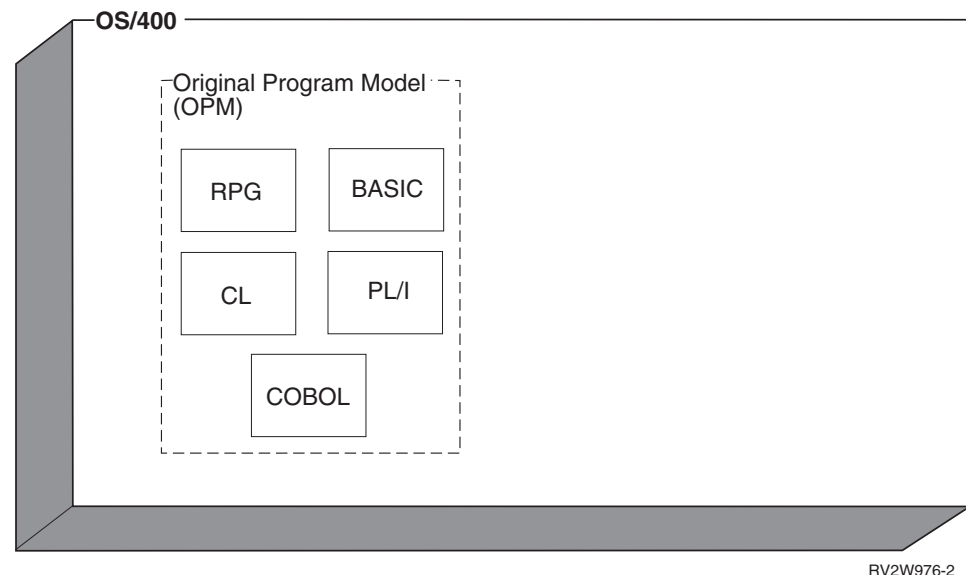 OS/400
Original Program Model
(OPM)
RPG
BASIC
CL
PL/I
COBOL
RV2W976-2